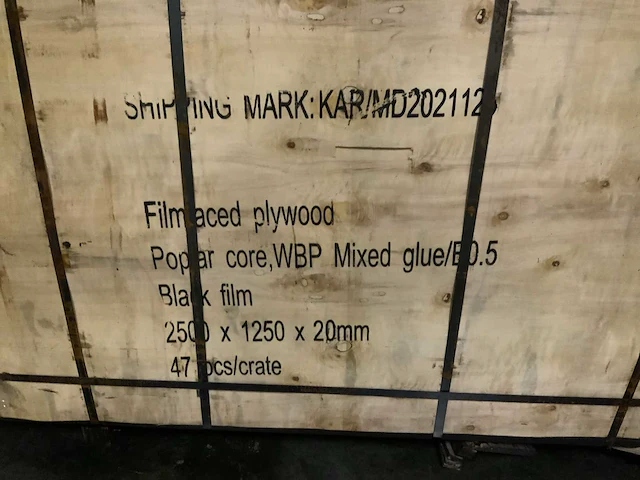 SHIPPING MARK:KAR/MD202112
Film faced plywood
Poplar core,WBP Mixed glue/E0.5
Black film
2500 x 1250 x 20mm
47 pcs/crate